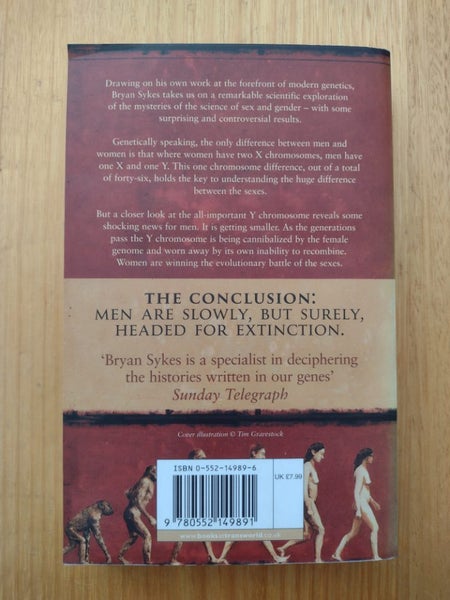 Drawing on his own work at the forefront of modern genetics,
Bryan Sykes takes us on a remarkable scientific exploration
of the mysteries of the science of sex and gender – with some
surprising and controversial results.
Genetically speaking, the only difference between men and
women is that where women have two X chromosomes, men have
one X and one Y. This one chromosome difference, out of a total
of forty-six, holds the key to understanding the huge difference
between the sexes.
But a closer look at the all-important Y chromosome reveals some
shocking news for men. It is getting smaller. As the generations
pass the Y chromosome is being cannibalized by the female
genome and worn away by its own inability to recombine.
Women are winning the evolutionary battle of the sexes.
THE CONCLUSION:
MEN ARE SLOWLY, BUT SURELY,
HEADED FOR EXTINCTION.
‘Bryan Sykes is a specialist in deciphering
the histories written in our genes’
Sunday Telegraph
Cover illustration © Tim Gravestock
ISBN 0-552-14989-6
UK £7.99
9 780552 149891
www.booksattransworld.co.uk